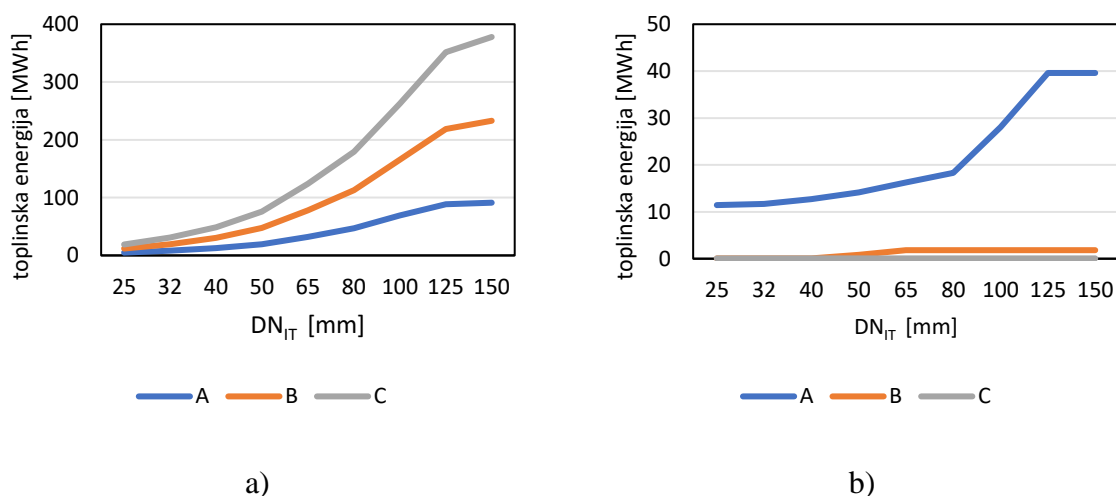 toplinska energija [MWh]
400
300
200
100
0
25 32 40 50 65 80 100 125 150
DN_IT [mm]
A B C
a)
toplinska energija [MWh]
50
40
30
20
10
0
25 32 40 50 65 80 100 125 150
DN_IT [mm]
A B C
b)